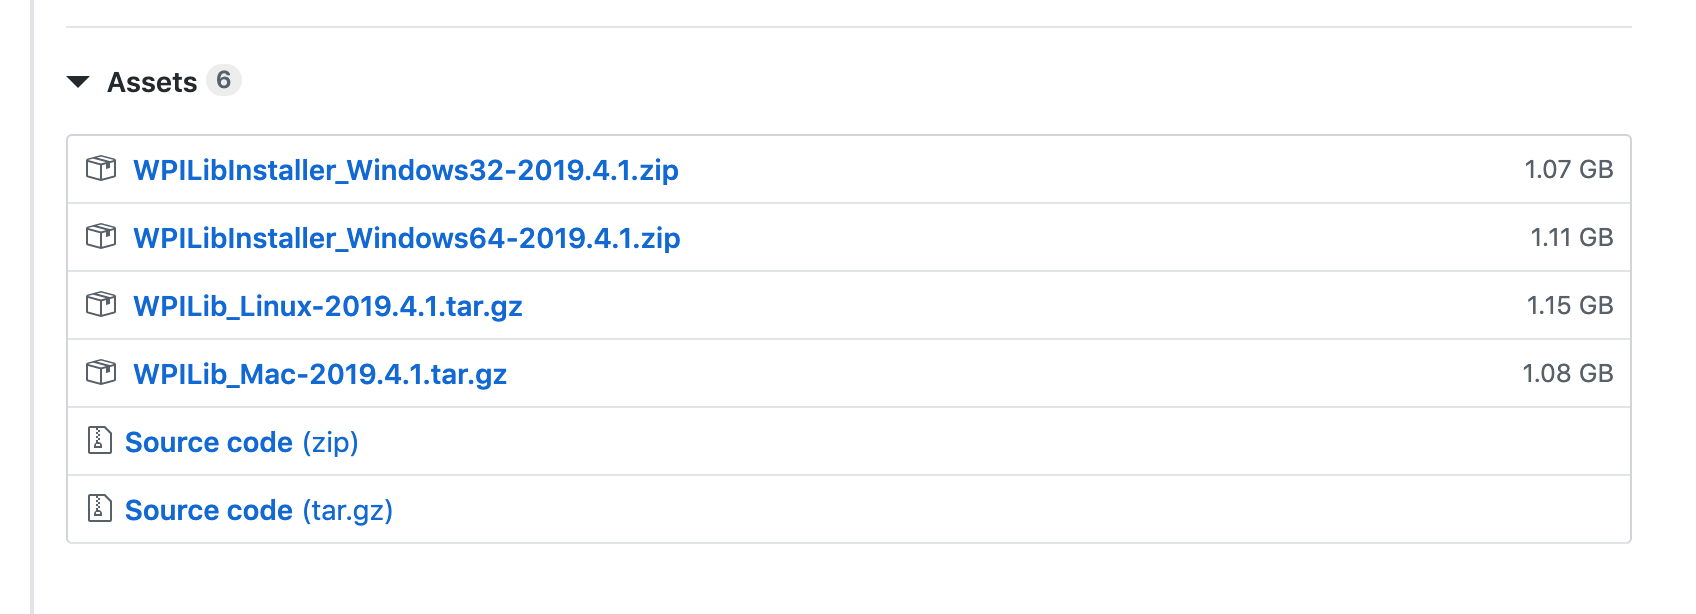 Assets 6
WPILibInstaller_Windows32-2019.4.1.zip 1.07 GB
WPILibInstaller_Windows64-2019.4.1.zip 1.11 GB
WPILib_Linux-2019.4.1.tar.gz 1.15 GB
WPILib_Mac-2019.4.1.tar.gz 1.08 GB
Source code (zip)
Source code (tar.gz)